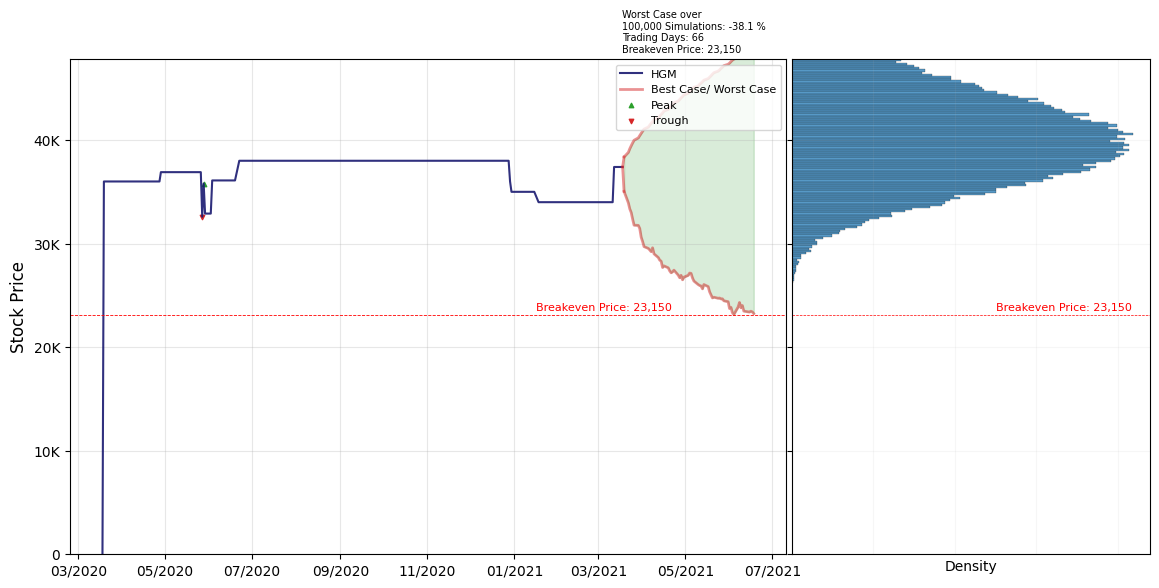 Worst Case over
100,000 Simulations: -38.1 %
Trading Days: 66
Breakeven Price: 23,150
HGM
Best Case/ Worst Case
Peak
Trough
Stock Price
40K
30K
20K
10K
0
Breakeven Price: 23,150
Breakeven Price: 23,150
03/2020
05/2020
07/2020
09/2020
11/2020
01/2021
03/2021
05/2021
07/2021
Density